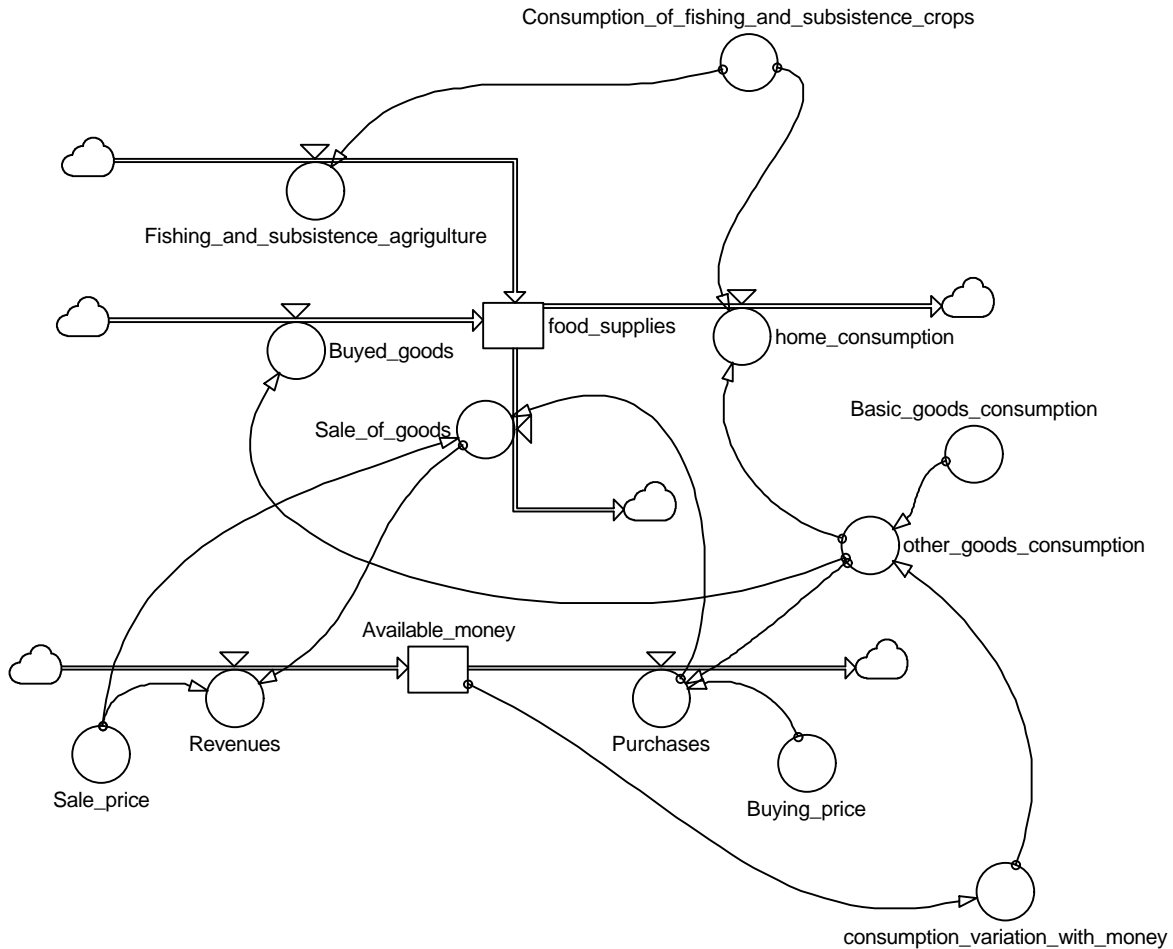 Consumption_of_fishing_and_subsistence_crops
Fishing_and_subsistence_agrigulture
food_supplies
home_consumption
Buyed_goods
Basic_goods_consumption
Sale_of_goods
other_goods_consumption
Available_money
Revenues
Purchases
Sale_price
Buying_price
consumption_variation_with_money